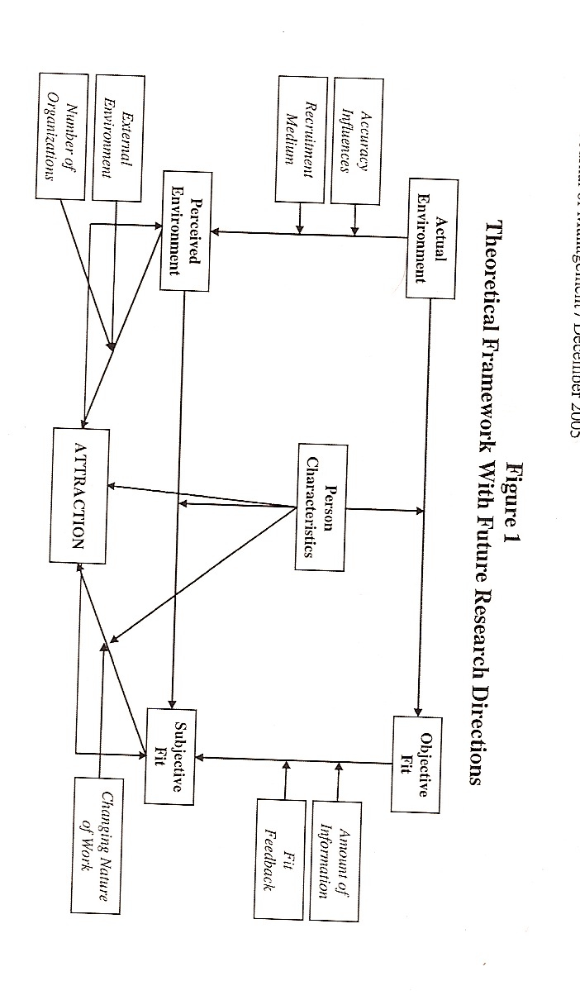 Management / December 2005
Figure 1
Theoretical Framework With Future Research Directions
Accuracy
Influences
Recruitment
Medium
Actual
Environment
Objective
Fit
Amount of
Information
Fit
Feedback
Person
Characteristics
External
Environment
Number of
Organizations
Perceived
Environment
ATTRACTION
Subjective
Fit
Changing Nature
of Work